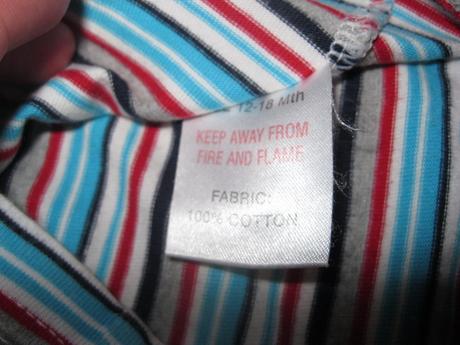 12-18 Mth
KEEP AWAY FROM
FIRE AND FLAME
FABRIC:
100% COTTON